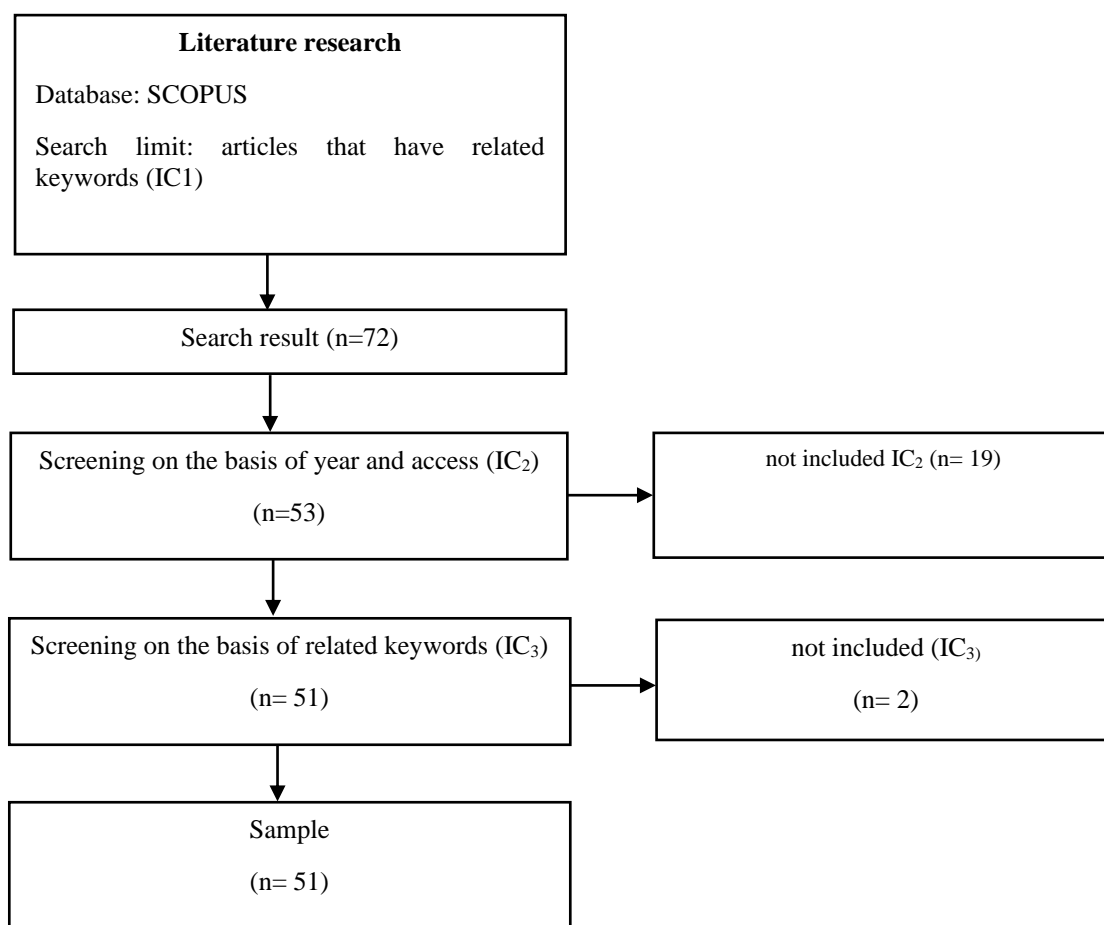 Literature research
Database: SCOPUS
Search limit: articles that have related
keywords (IC1)
Search result (n=72)
Screening on the basis of year and access (IC₂)
(n=53)
not included IC₂ (n= 19)
Screening on the basis of related keywords (IC₃)
(n= 51)
not included (IC₃)
(n= 2)
Sample
(n= 51)